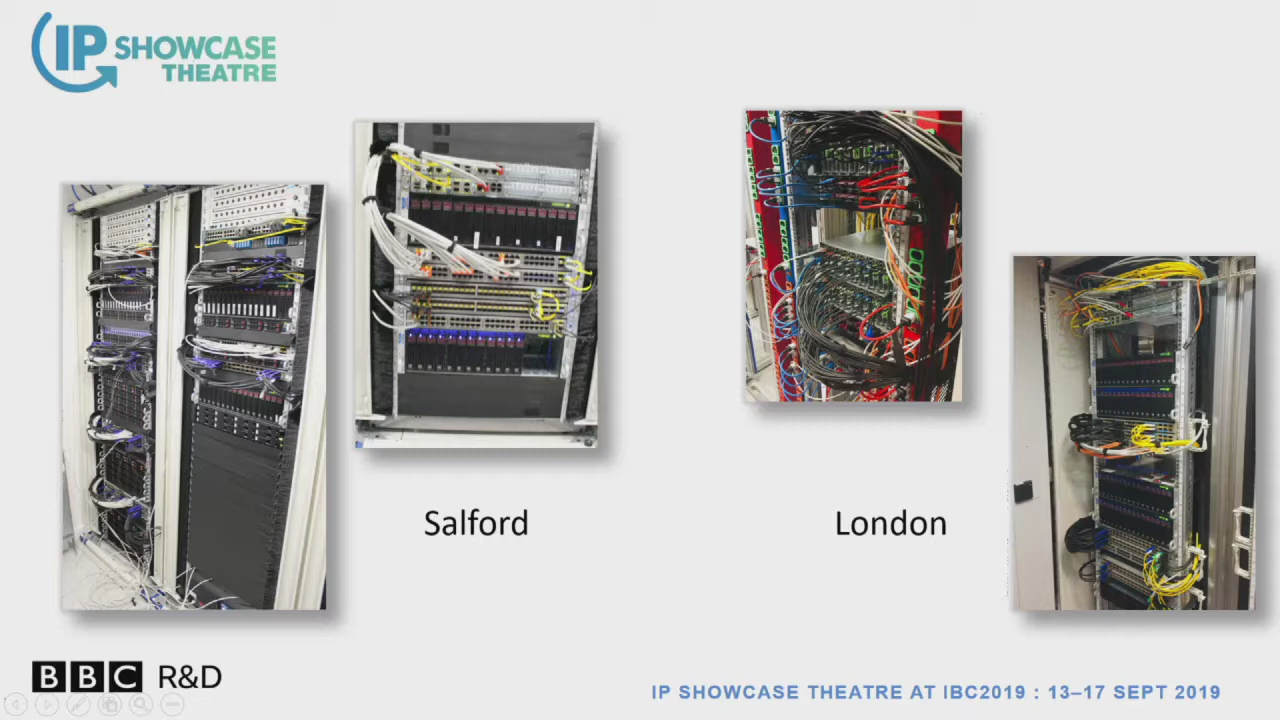 IP SHOWCASE
THEATRE
Salford
London
BBC R&D
IP SHOWCASE THEATRE AT IBC2019 : 13–17 SEPT 2019